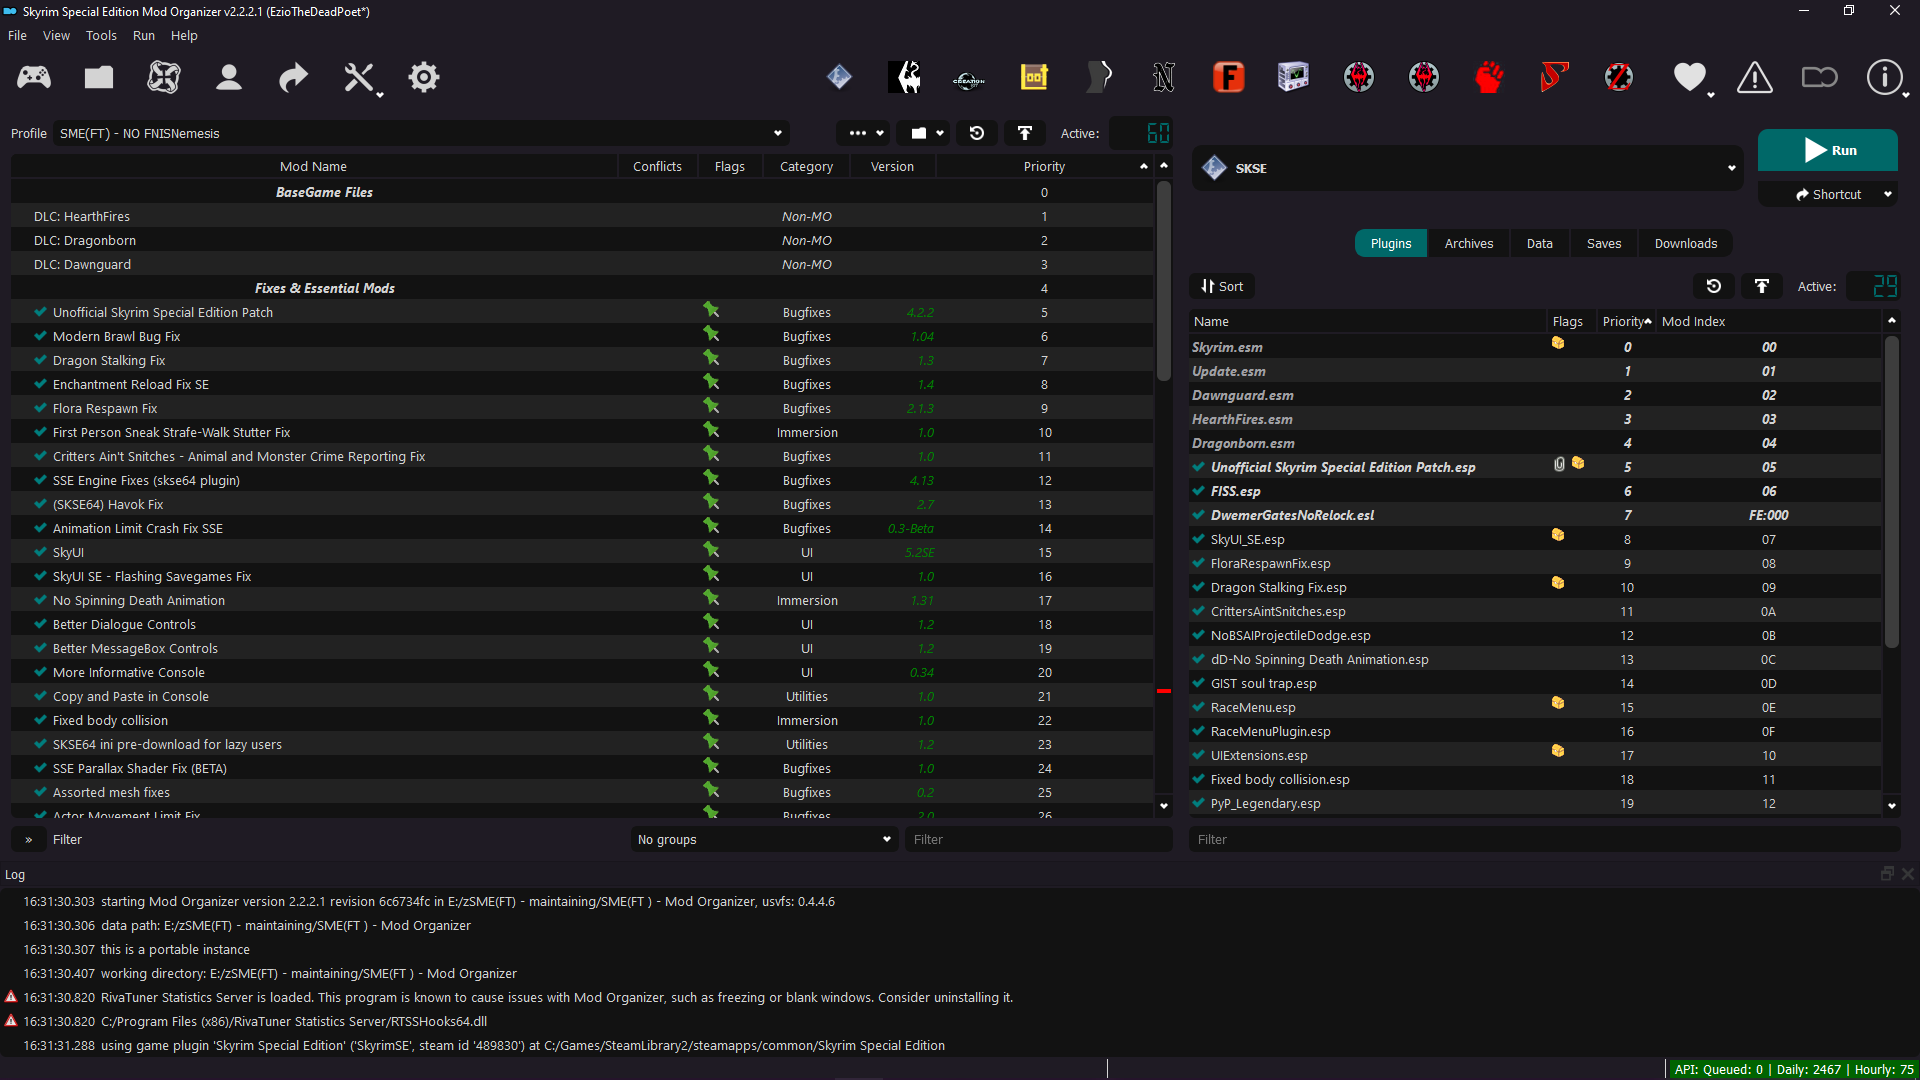 Skyrim Special Edition Mod Organizer v2.2.2.1 (EzioTheDeadPoet*)
File View Tools Run Help
Profile SME(FT) - NO FNISNemesis Active: 60
Mod Name Conflicts Flags Category Version Priority
BaseGame Files 0
DLC: HearthFires Non-MO 1
DLC: Dragonborn Non-MO 2
DLC: Dawnguard Non-MO 3
Fixes & Essential Mods 4
Unofficial Skyrim Special Edition Patch Bugfixes 4.2.2 5
Modern Brawl Bug Fix Bugfixes 1.04 6
Dragon Stalking Fix Bugfixes 1.3 7
Enchantment Reload Fix SE Bugfixes 1.4 8
Flora Respawn Fix Bugfixes 2.1.3 9
First Person Sneak Strafe-Walk Stutter Fix Immersion 1.0 10
Critters Ain't Snitches - Animal and Monster Crime Reporting Fix Bugfixes 1.0 11
SSE Engine Fixes (skse64 plugin) Bugfixes 4.13 12
(SKSE64) Havok Fix Bugfixes 2.7 13
Animation Limit Crash Fix SSE Bugfixes 0.3-Beta 14
SkyUI UI 5.2SE 15
SkyUI SE - Flashing Savegames Fix UI 1.0 16
No Spinning Death Animation Immersion 1.31 17
Better Dialogue Controls UI 1.2 18
Better MessageBox Controls UI 1.2 19
More Informative Console UI 0.34 20
Copy and Paste in Console Utilities 1.0 21
Fixed body collision Immersion 1.0 22
SKSE64 ini pre-download for lazy users Utilities 1.2 23
SSE Parallax Shader Fix (BETA) Bugfixes 1.0 24
Assorted mesh fixes Bugfixes 0.2 25
Actor Movement Limit Fix Bugfixes 2.0 26
» Filter No groups Filter
SKSE
Run
Shortcut
Plugins Archives Data Saves Downloads
Sort Active: 29
Name Flags Priority Mod Index
Skyrim.esm 0 00
Update.esm 1 01
Dawnguard.esm 2 02
HearthFires.esm 3 03
Dragonborn.esm 4 04
Unofficial Skyrim Special Edition Patch.esp 5 05
FISS.esp 6 06
DwemerGatesNoRelock.esl 7 FE:000
SkyUI_SE.esp 8 07
FloraRespawnFix.esp 9 08
Dragon Stalking Fix.esp 10 09
CrittersAintSnitches.esp 11 0A
NoBSAIProjectileDodge.esp 12 0B
dD-No Spinning Death Animation.esp 13 0C
GIST soul trap.esp 14 0D
RaceMenu.esp 15 0E
RaceMenuPlugin.esp 16 0F
UIExtensions.esp 17 10
Fixed body collision.esp 18 11
PyP_Legendary.esp 19 12
Filter
Log
16:31:30.303 starting Mod Organizer version 2.2.2.1 revision 6c6734fc in E:/zSME(FT) - maintaining/SME(FT ) - Mod Organizer, usvfs: 0.4.4.6
16:31:30.306 data path: E:/zSME(FT) - maintaining/SME(FT ) - Mod Organizer
16:31:30.307 this is a portable instance
16:31:30.407 working directory: E:/zSME(FT) - maintaining/SME(FT ) - Mod Organizer
16:31:30.820 RivaTuner Statistics Server is loaded. This program is known to cause issues with Mod Organizer, such as freezing or blank windows. Consider uninstalling it.
16:31:30.820 C:/Program Files (x86)/RivaTuner Statistics Server/RTSSHooks64.dll
16:31:31.288 using game plugin 'Skyrim Special Edition' ('SkyrimSE', steam id '489830') at C:/Games/SteamLibrary2/steamapps/common/Skyrim Special Edition
API: Queued: 0 | Daily: 2467 | Hourly: 75